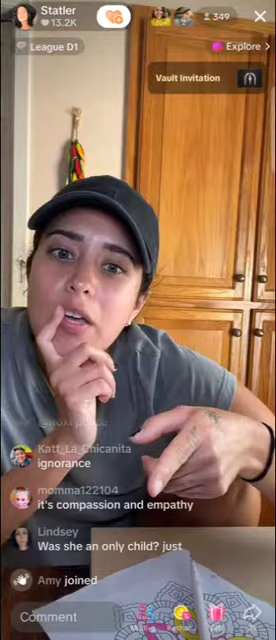 Statler
13.2K
349
League D1
Explore >
Vault Invitation
Katt_La_Chicanita
ignorance
momma122104
it's compassion and empathy
Lindsey
Was she an only child? just
Amy joined
Comment